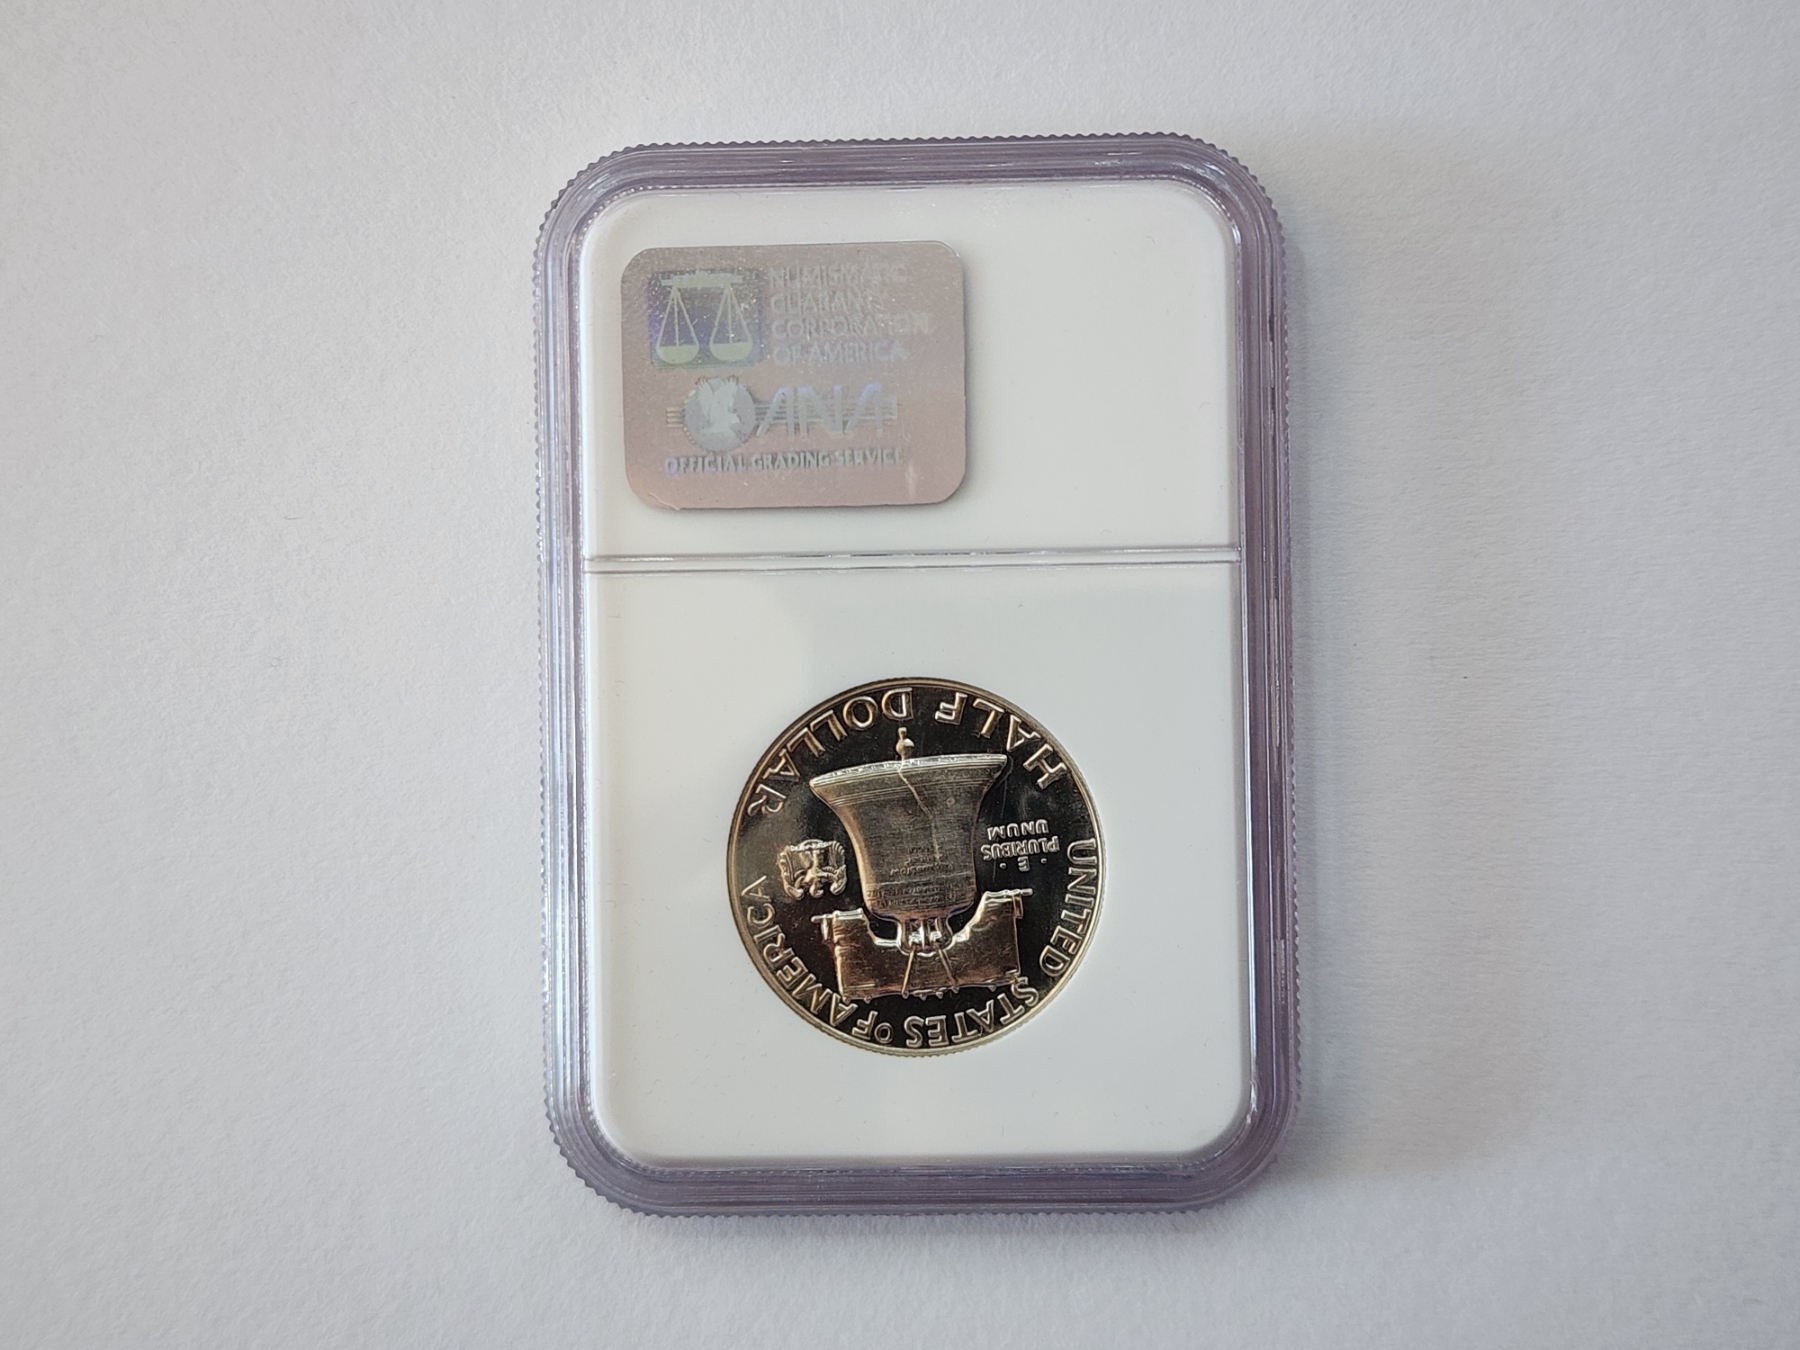 NUMISMATIC
GUARANTY
CORPORATION
OF AMERICA
ANA
OFFICIAL GRADING SERVICE
UNITED STATES OF AMERICA
E
PLURIBUS
UNUM
HALF DOLLAR